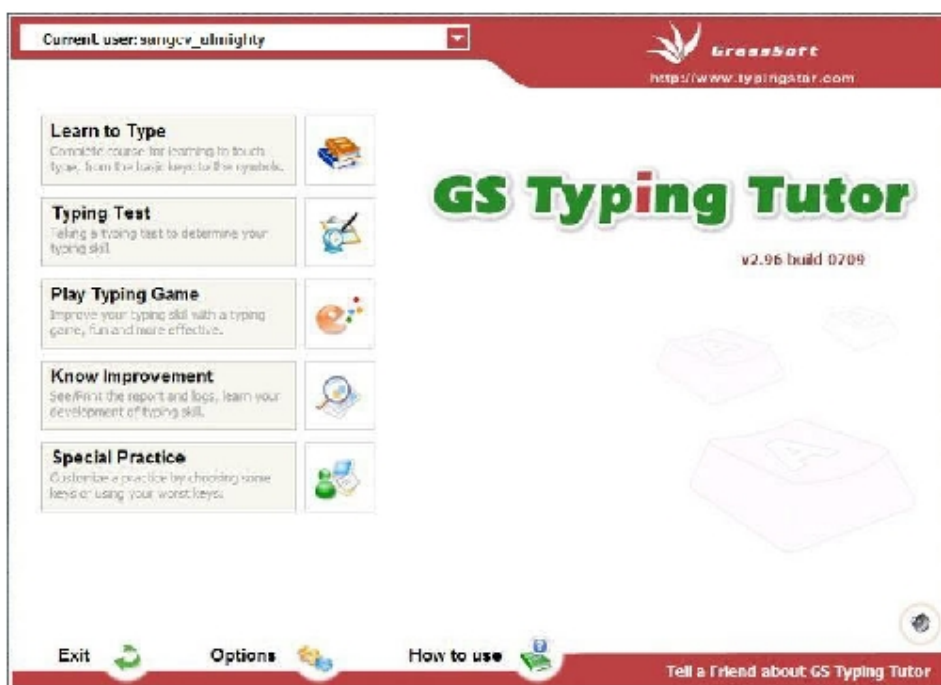 Current user: sangcv_almighty
GrassSoft
http://www.typingstar.com
Learn to Type
Complete course for learning to touch
type, from the basic keys to the symbols.
GS Typing Tutor
Typing Test
Taking a typing test to determine your
typing skill
v2.96 build 0709
Play Typing Game
Improve your typing skill with a typing
game, fun and more effective.
Know Improvement
See/Print the report and logs, learn your
development of typing skill.
Special Practice
Customize a practice by choosing some
keys or using your worst keys.
Exit
Options
How to use
Tell a Friend about GS Typing Tutor